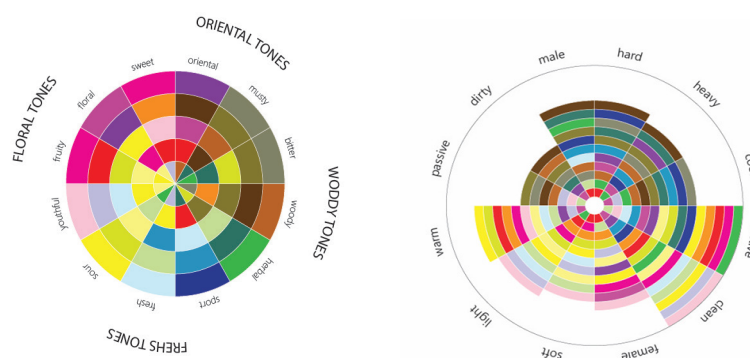 ORIENTAL TONES
FLORAL TONES
WODDY TONES
FREHS TONES
sweet
oriental
musty
bitter
woody
herbal
sport
fresh
sour
youthful
fruity
floral
male
hard
heavy
clean
female
soft
light
warm
passive
dirty